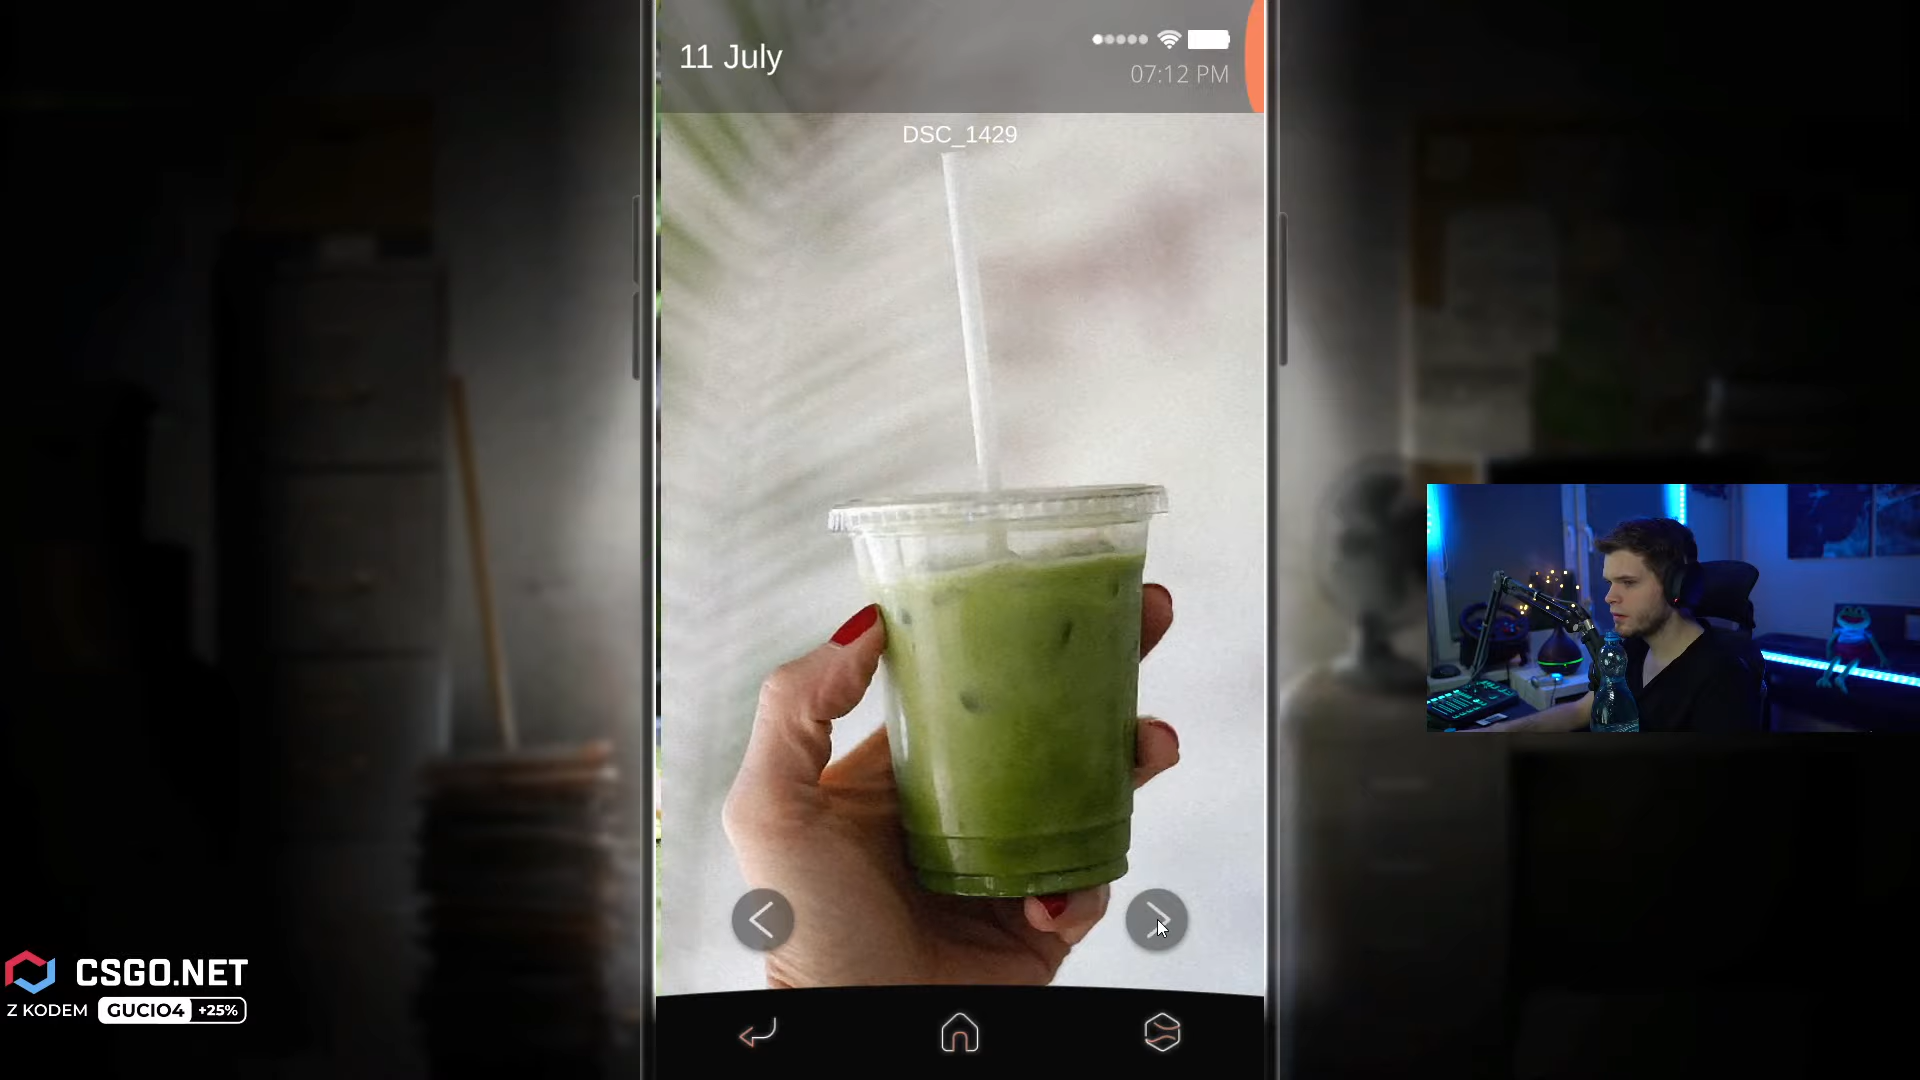 11 July
07:12 PM
DSC_1429
CSGO.NET
Z KODEM GUCIO4 +25%